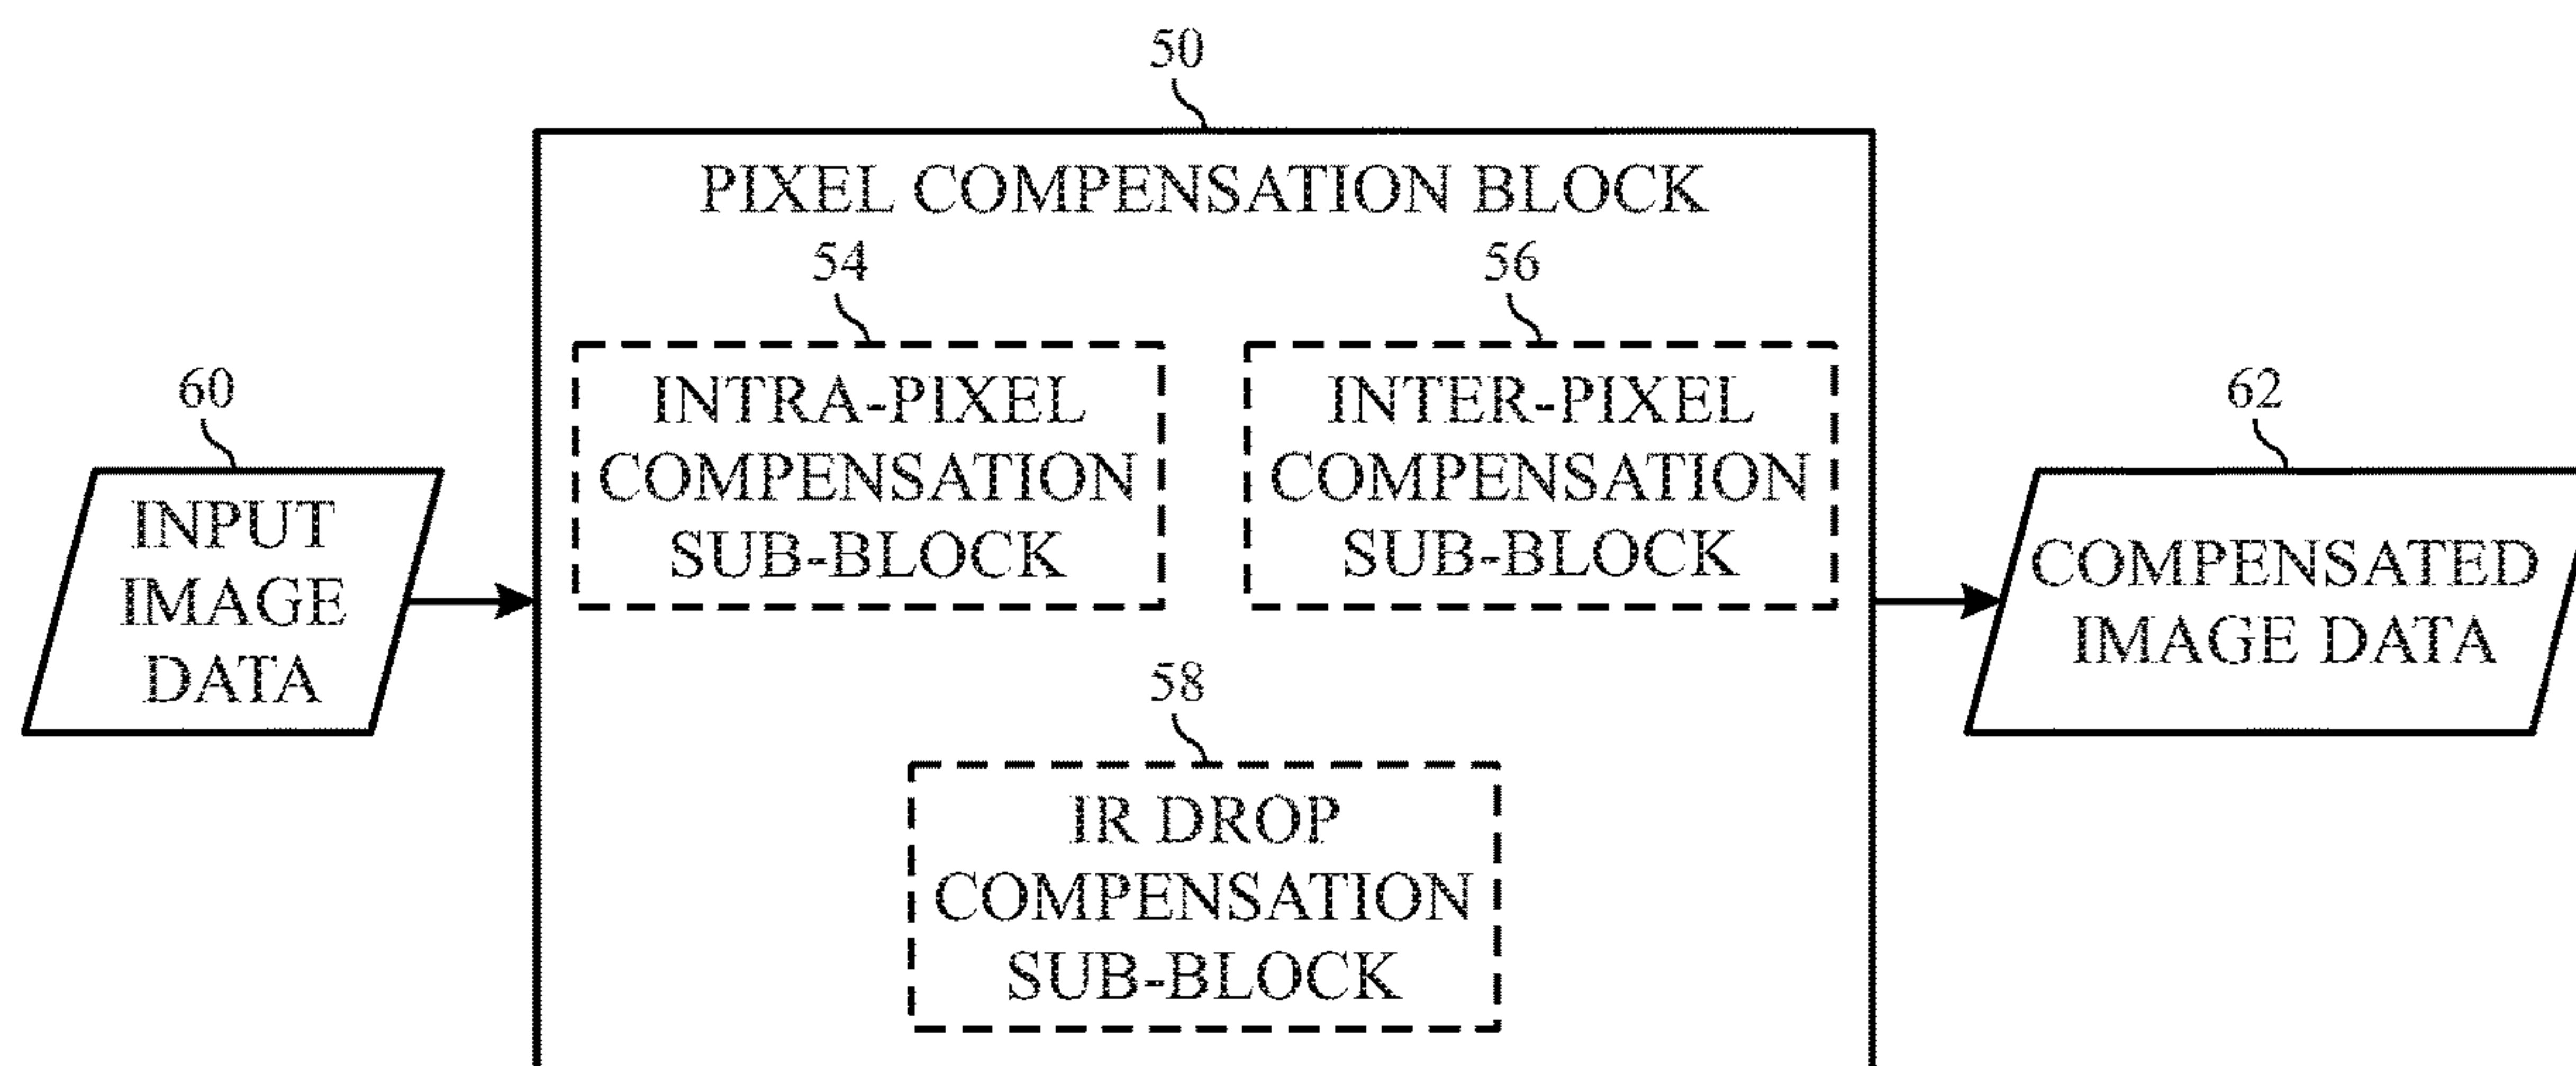 50
PIXEL COMPENSATION BLOCK
54
56
INTRA-PIXEL
COMPENSATION
SUB-BLOCK
INTER-PIXEL
COMPENSATION
SUB-BLOCK
60
INPUT
IMAGE
DATA
62
COMPENSATED
IMAGE DATA
58
IR DROP
COMPENSATION
SUB-BLOCK